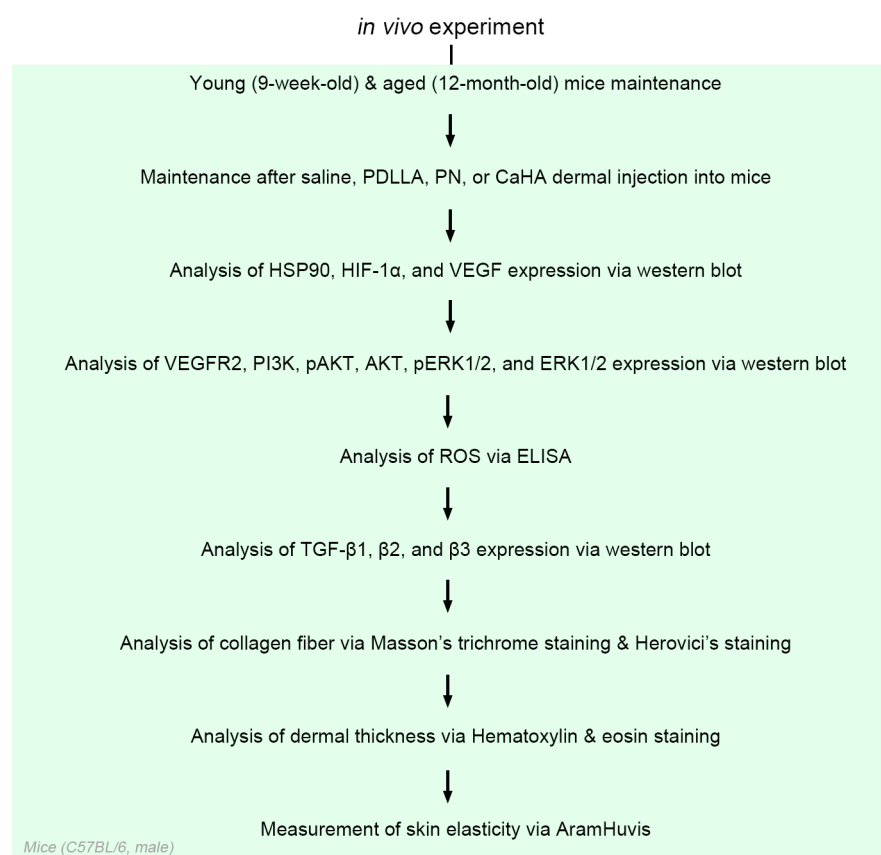 in vivo experiment
Young (9-week-old) & aged (12-month-old) mice maintenance
Maintenance after saline, PDLLA, PN, or CaHA dermal injection into mice
Analysis of HSP90, HIF-1α, and VEGF expression via western blot
Analysis of VEGFR2, PI3K, pAKT, AKT, pERK1/2, and ERK1/2 expression via western blot
Analysis of ROS via ELISA
Analysis of TGF-β1, β2, and β3 expression via western blot
Analysis of collagen fiber via Masson’s trichrome staining & Herovici’s staining
Analysis of dermal thickness via Hematoxylin & eosin staining
Measurement of skin elasticity via AramHuvis
Mice (C57BL/6, male)